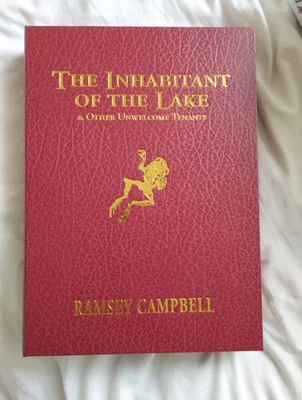 THE INHABITANT
OF THE LAKE
& OTHER UNWELCOME TENANTS
RAMSEY CAMPBELL